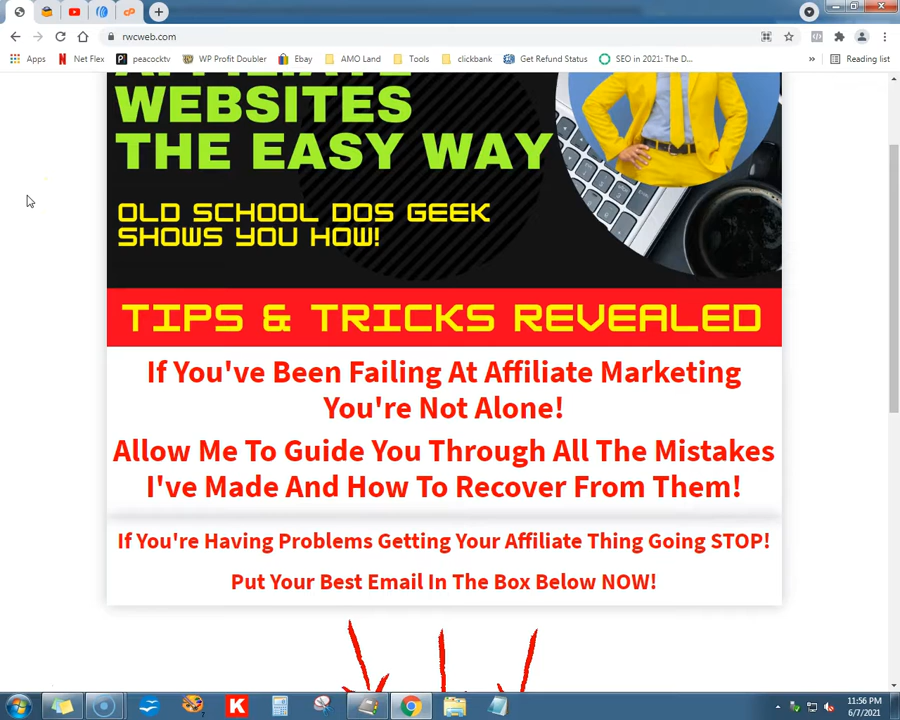 rwcweb.com
Apps
Net Flex
peacocktv
WP Profit Doubler
Ebay
AMO Land
Tools
clickbank
Get Refund Status
SEO in 2021: The D...
»
Reading list
WEBSITES
THE EASY WAY
OLD SCHOOL DOS GEEK
SHOWS YOU HOW!
TIPS & TRICKS REVEALED
If You've Been Failing At Affiliate Marketing
You're Not Alone!
Allow Me To Guide You Through All The Mistakes
I've Made And How To Recover From Them!
If You're Having Problems Getting Your Affiliate Thing Going STOP!
Put Your Best Email In The Box Below NOW!
K
11:56 PM
6/7/2021